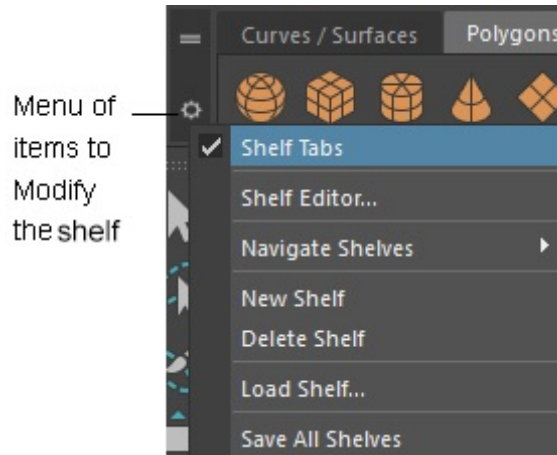 Curves / Surfaces
Polygons
Menu of
items to
Modify
the shelf
Shelf Tabs
Shelf Editor...
Navigate Shelves
New Shelf
Delete Shelf
Load Shelf...
Save All Shelves